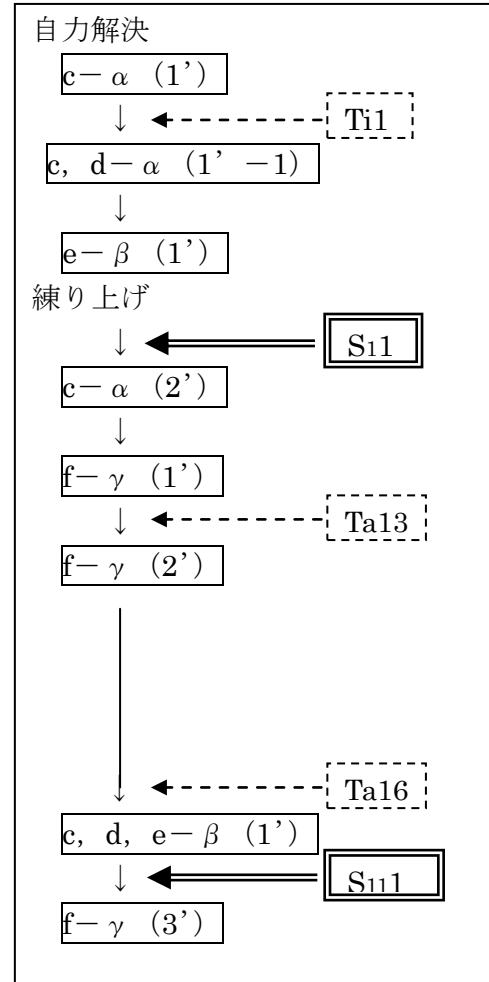 自力解決
c－α （1’）
↓
Ti1
c，d－α （1’－1）
↓
e－β （1’）
練り上げ
↓
S₁1
c－α （2’）
↓
f－γ （1’）
↓
Ta13
f－γ （2’）
↓
Ta16
c，d，e－β （1’）
↓
S₁₁1
f－γ （3’）